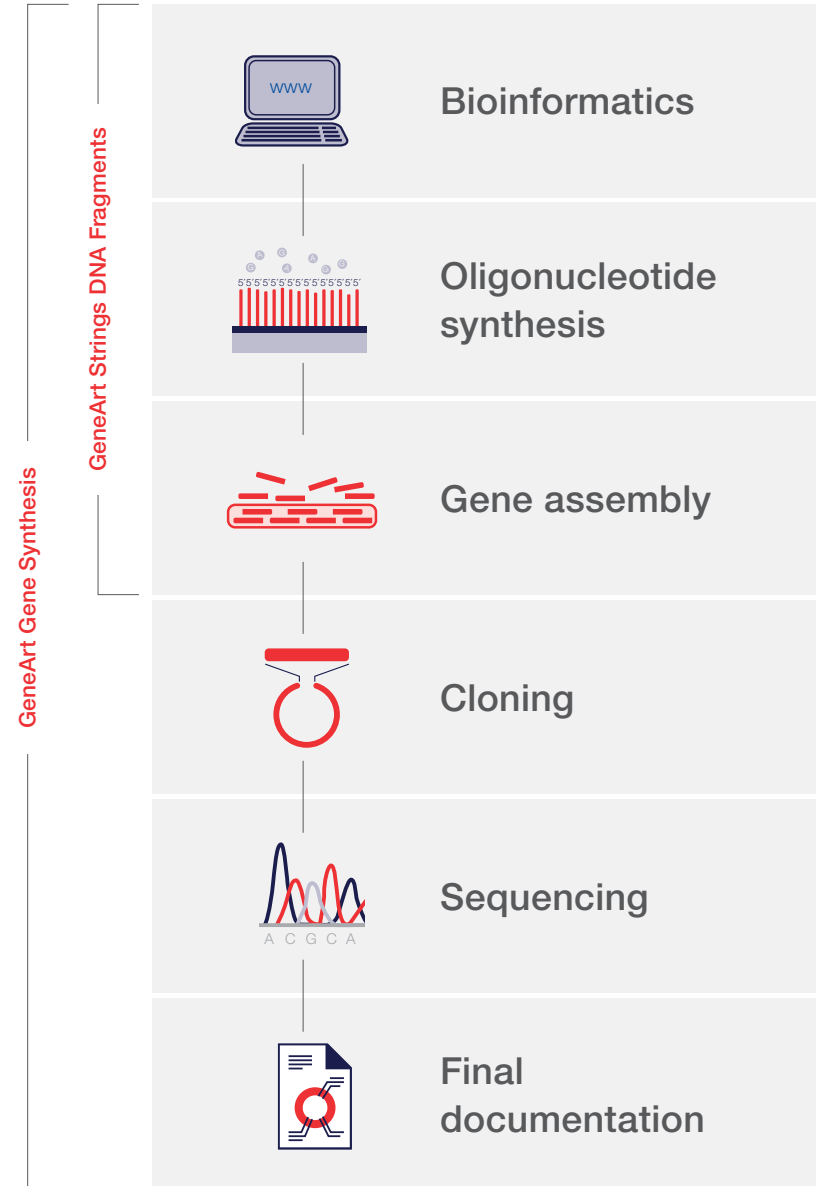 GeneArt Gene Synthesis
GeneArt Strings DNA Fragments
WWW
Bioinformatics
5′5′5′5′5′5′5′5′5′5′5′5′5′5′5′
Oligonucleotide
synthesis
Gene assembly
Cloning
A C G C A
Sequencing
Final
documentation